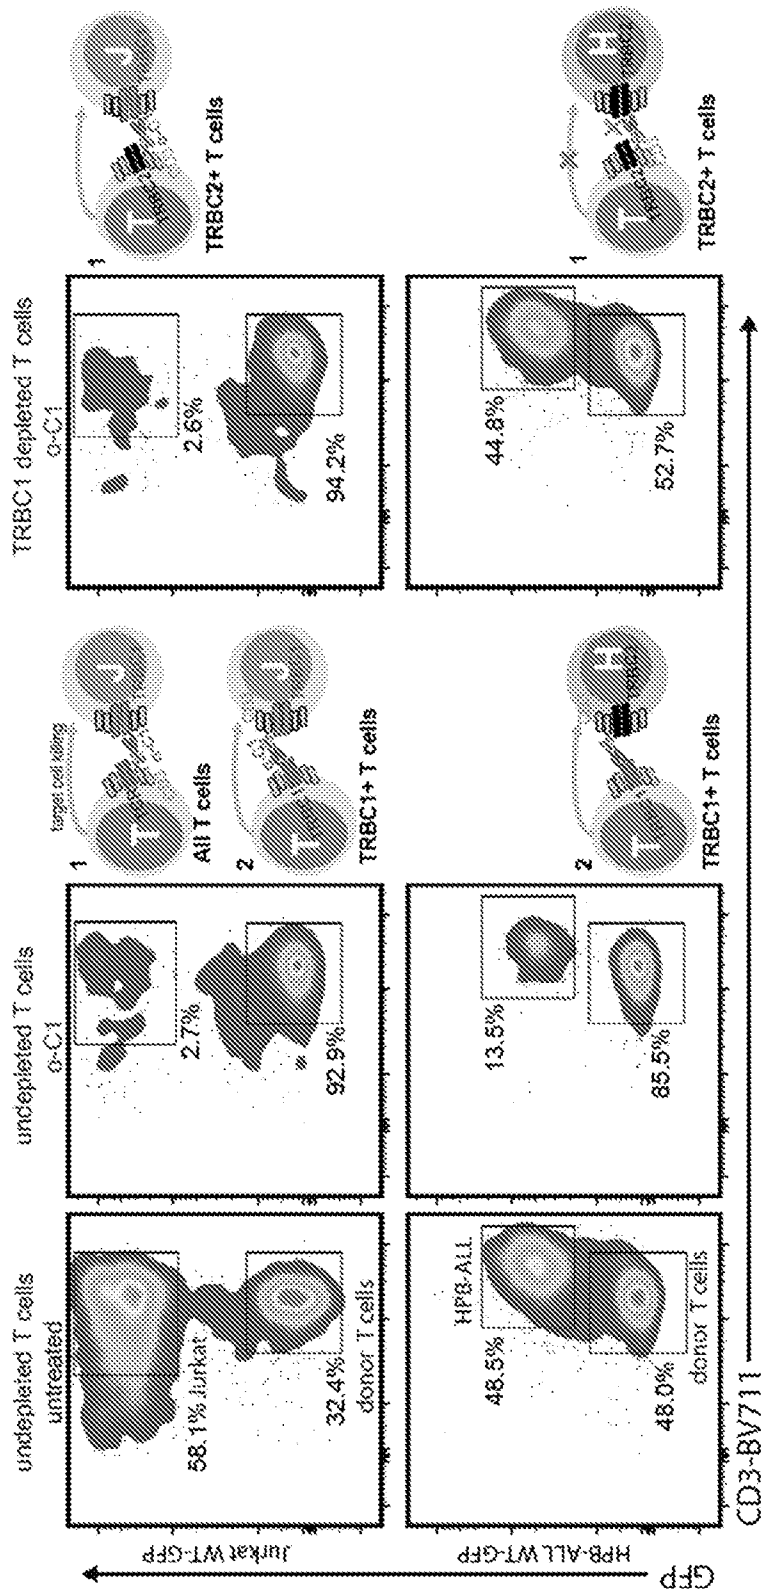 undepleted T cells
untreated
undepleted T cells
α-C1
TRBC1 depleted T cells
α-C1
GFP
Jurkat WT-GFP
58.1% Jurkat
32.4%
donor T cells
2.7%
92.9%
target cell killing
1
T
J
All T cells
2
T
J
TRBC1+ T cells
2.6%
94.2%
1
T
J
TRBC2+ T cells
HPB-ALL WT-GFP
HPB-ALL
48.5%
48.0%
donor T cells
13.5%
85.5%
2
T
H
TRBC1+ T cells
44.8%
52.7%
1
T
H
TRBC2+ T cells
CD3-BV711